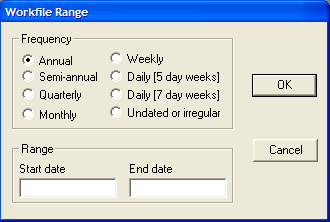 Workfile Range
Frequency
Annual
Semi-annual
Quarterly
Monthly
Weekly
Daily [5 day weeks]
Daily [7 day weeks]
Undated or irregular
OK
Cancel
Range
Start date
End date